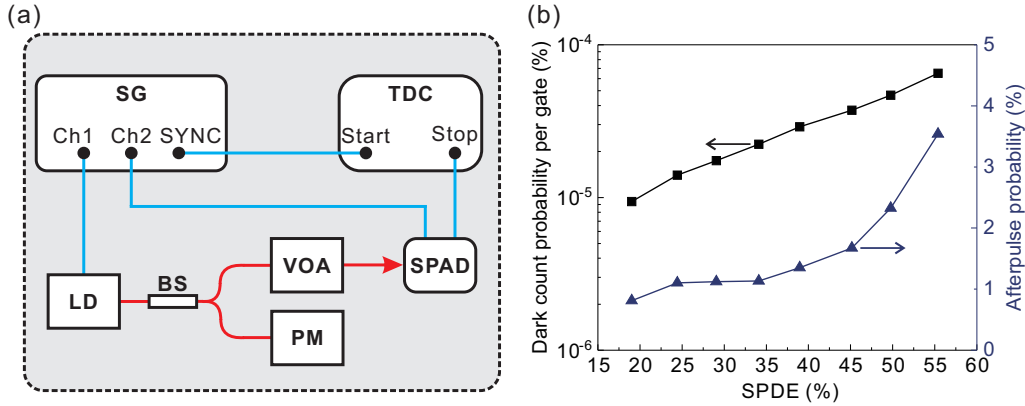 (a)
SG
TDC
Ch1 Ch2 SYNC
Start Stop
LD
BS
VOA
SPAD
PM
(b)
Dark count probability per gate (%)
10⁻⁴
10⁻⁵
10⁻⁶
15 20 25 30 35 40 45 50 55 60
SPDE (%)
5
4
3
2
1
0
Afterpulse probability (%)